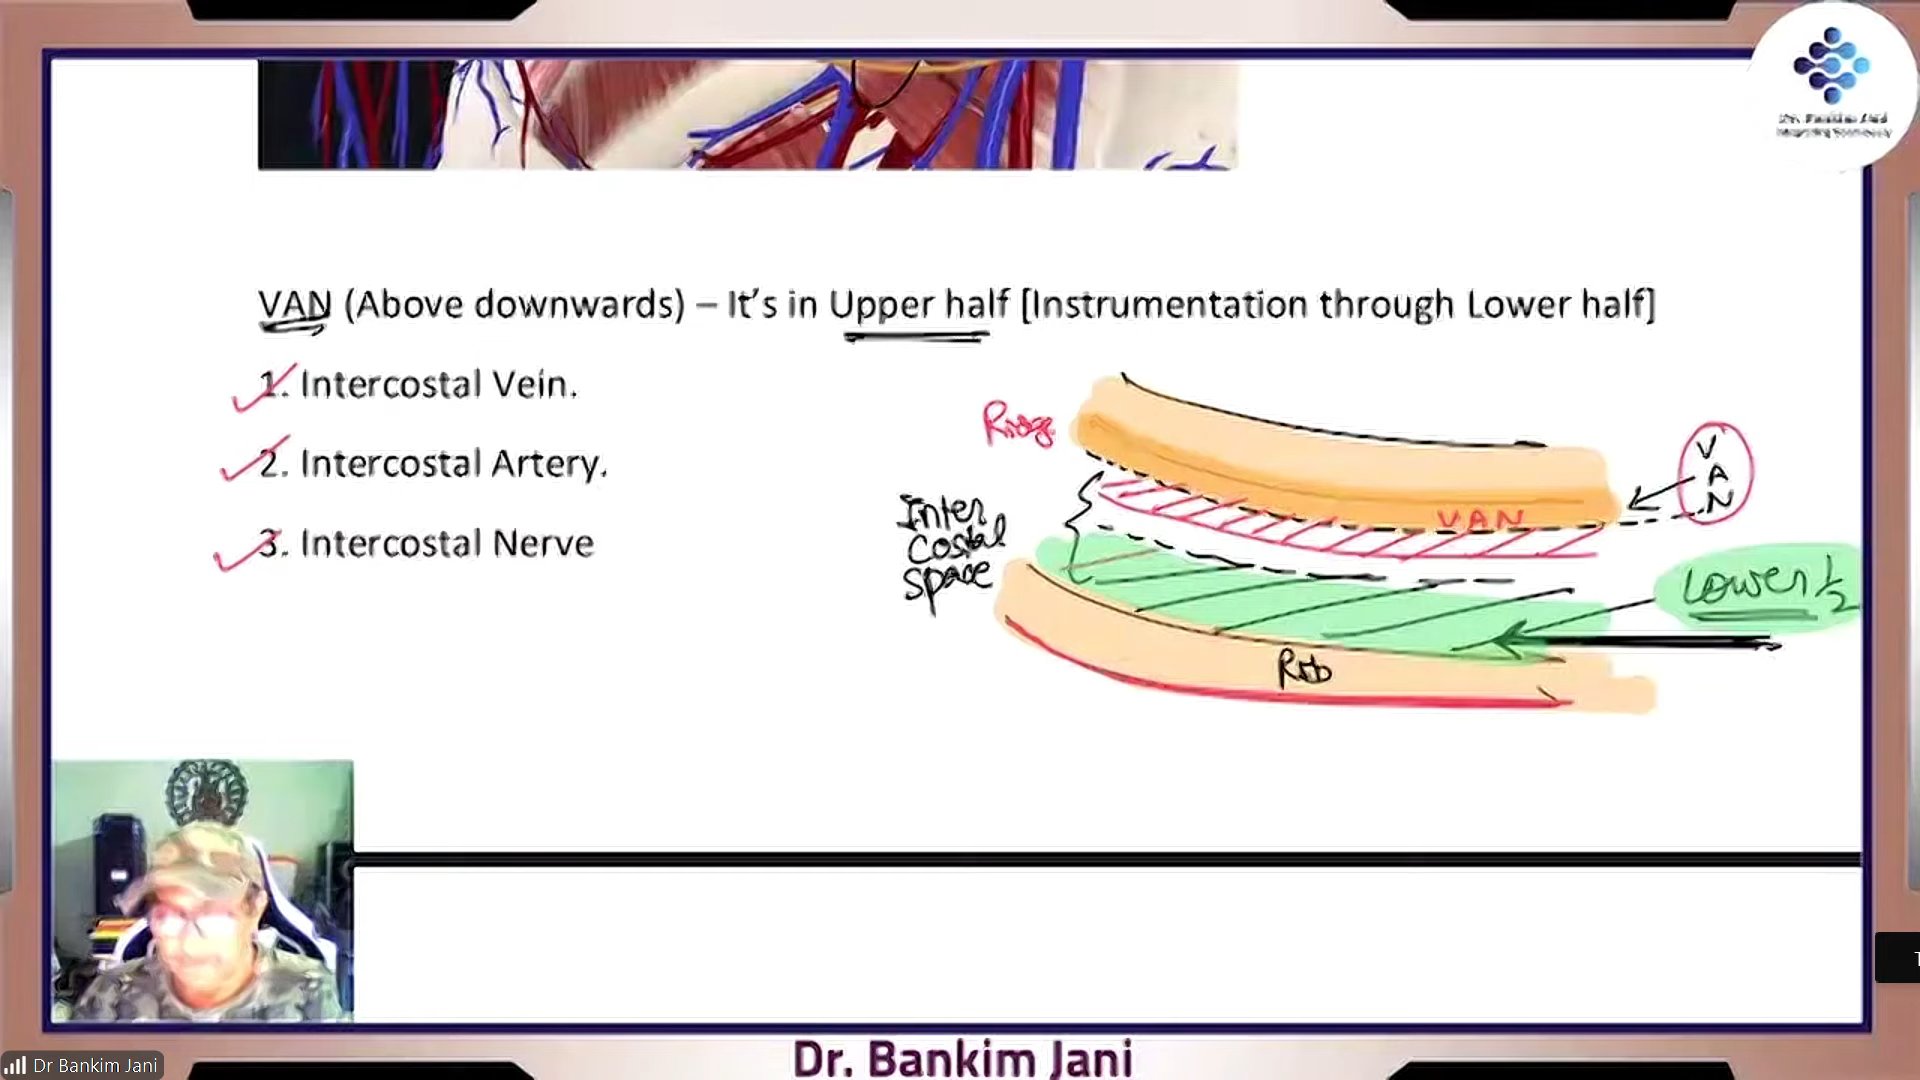 VAN (Above downwards) – It's in Upper half [Instrumentation through Lower half]
1. Intercostal Vein.
2. Intercostal Artery.
3. Intercostal Nerve
V
A
N
VAN
Inter
Costal
space
Lower ½
Rib
Dr. Bankim Jani
Dr Bankim Jani